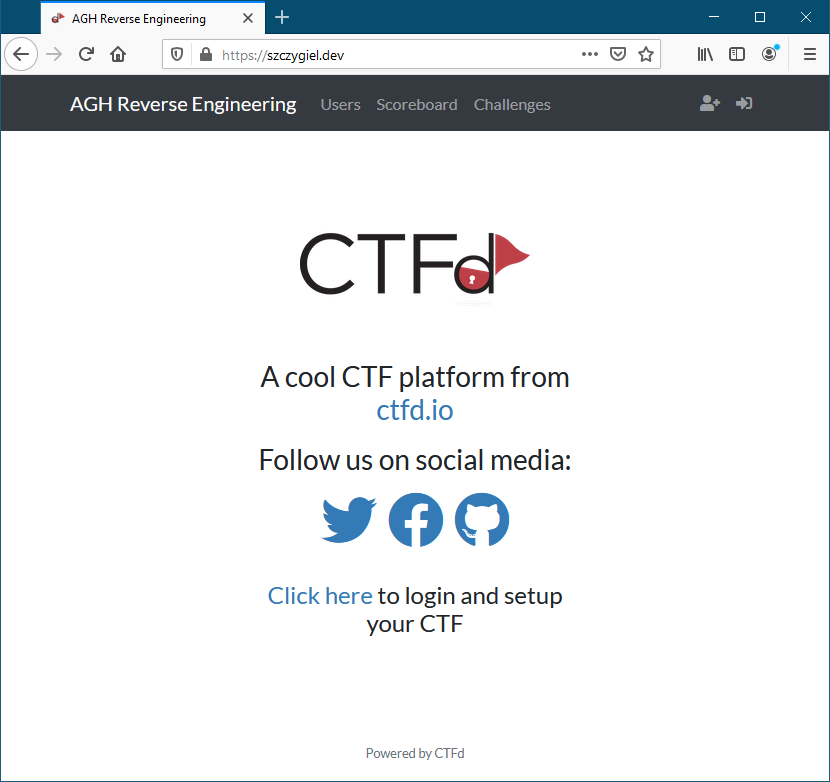 AGH Reverse Engineering
https://szczygiel.dev
AGH Reverse Engineering Users Scoreboard Challenges
CTFd
A cool CTF platform from
ctfd.io
Follow us on social media:
Click here to login and setup
your CTF
Powered by CTFd